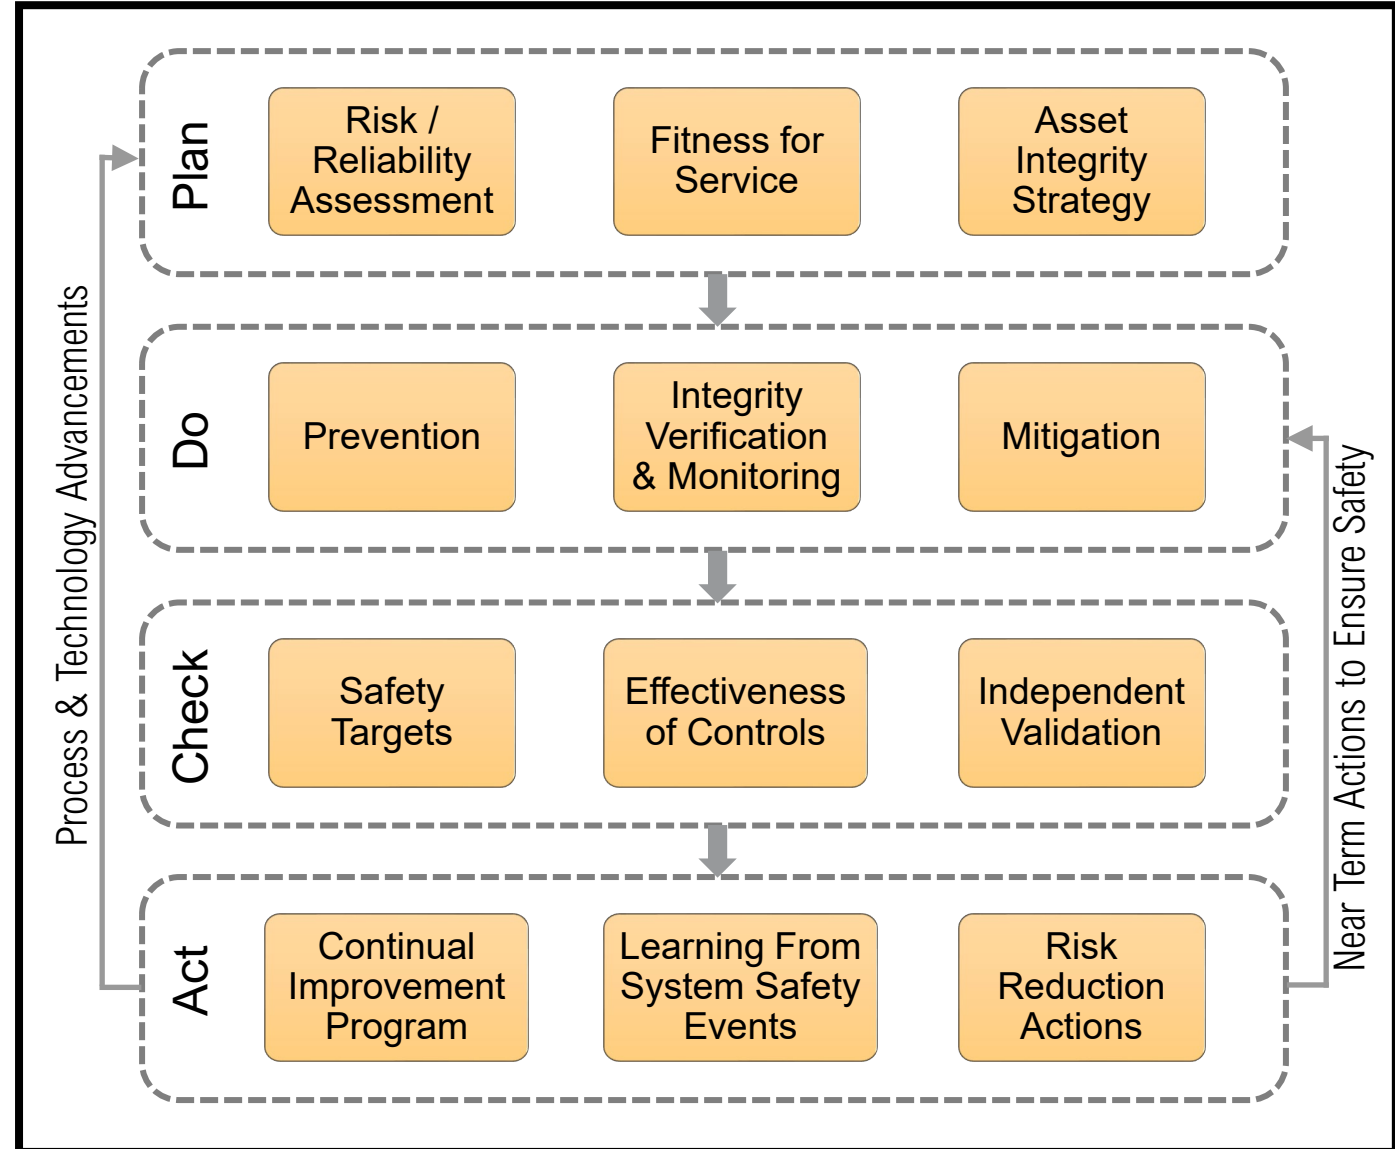 Plan
Risk /
Reliability
Assessment
Fitness for
Service
Asset
Integrity
Strategy
Do
Prevention
Integrity
Verification
& Monitoring
Mitigation
Check
Safety
Targets
Effectiveness
of Controls
Independent
Validation
Act
Continual
Improvement
Program
Learning From
System Safety
Events
Risk
Reduction
Actions
Process & Technology Advancements
Near Term Actions to Ensure Safety